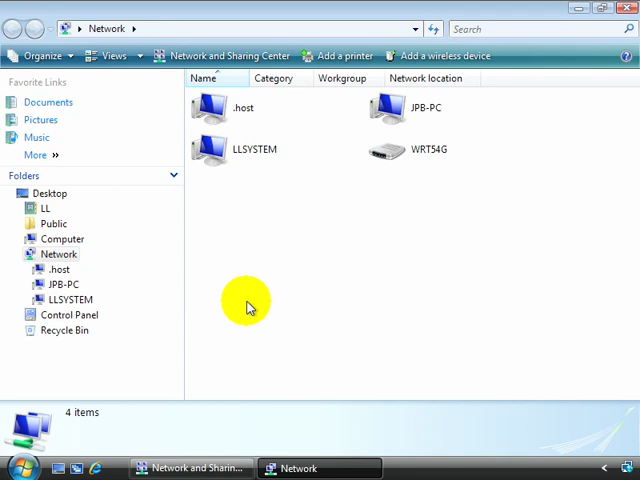 Network
Search
Organize
Views
Network and Sharing Center
Add a printer
Add a wireless device
Favorite Links
Documents
Pictures
Music
More »
Folders
Desktop
LL
Public
Computer
Network
.host
JPB-PC
LLSYSTEM
Control Panel
Recycle Bin
Name Category Workgroup Network location
.host JPB-PC
LLSYSTEM WRT54G
4 items
Network and Sharin... Network